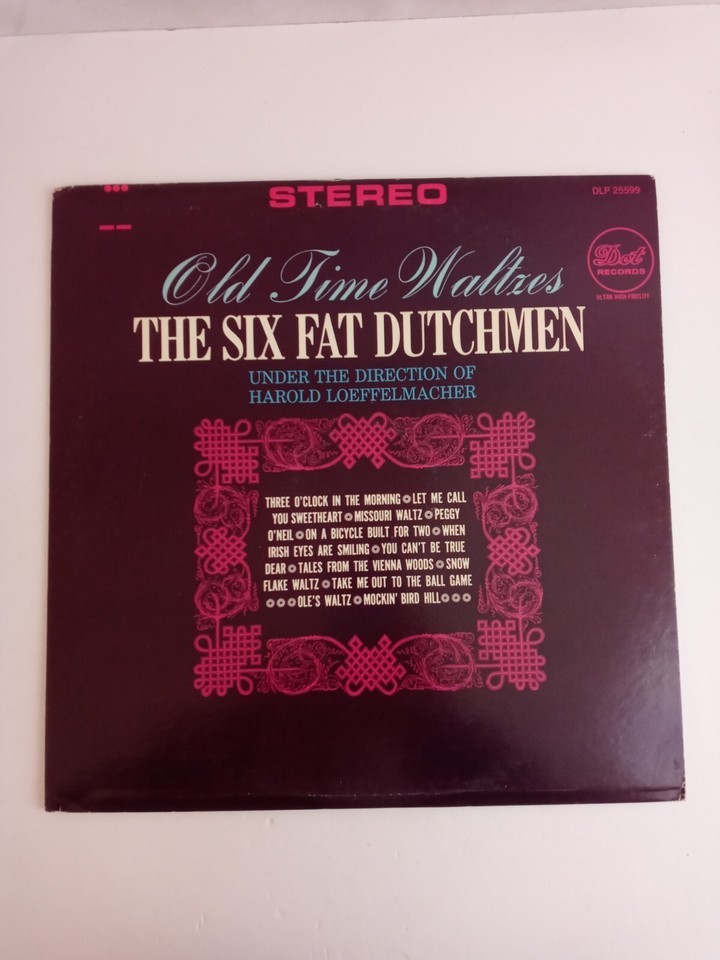 STEREO
DLP 25599
Dot
RECORDS
ULTRA HIGH FIDELITY
Old Time Waltzes
THE SIX FAT DUTCHMEN
UNDER THE DIRECTION OF
HAROLD LOEFFELMACHER
THREE O'CLOCK IN THE MORNING LET ME CALL
YOU SWEETHEART MISSOURI WALTZ PEGGY
O'NEIL ON A BICYCLE BUILT FOR TWO WHEN
IRISH EYES ARE SMILING YOU CAN'T BE TRUE
DEAR TALES FROM THE VIENNA WOODS SNOW
FLAKE WALTZ TAKE ME OUT TO THE BALL GAME
OLE'S WALTZ MOCKIN' BIRD HILL